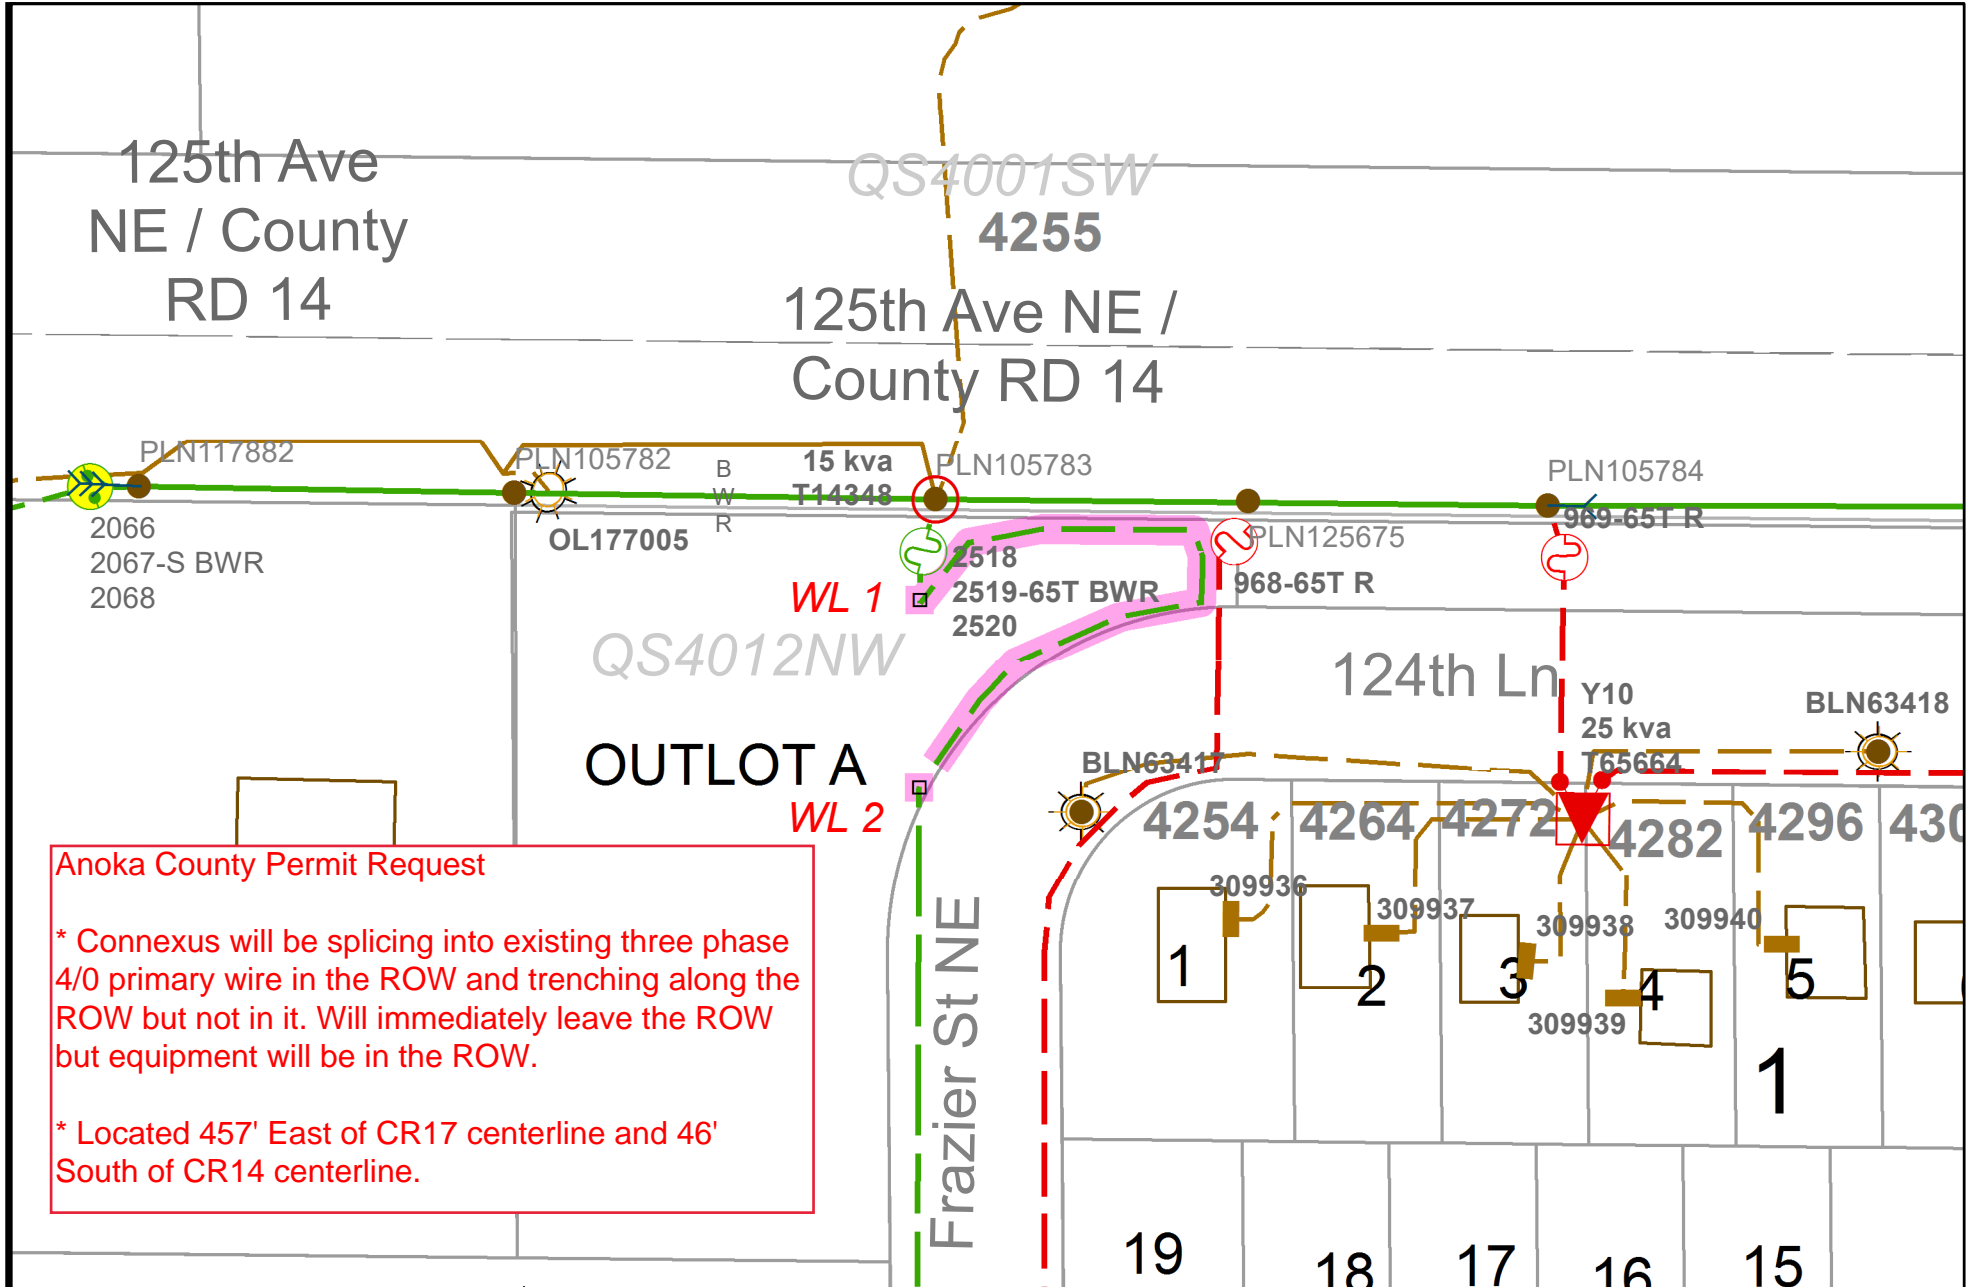 125th Ave
NE / County
RD 14
QS4001SW
4255
125th Ave NE /
County RD 14
PLN117882
PLN105782
B
W
R
15 kva
T14348
PLN105783
PLN105784
2066
2067-S BWR
2068
OL177005
969-65T R
PLN125675
2518
2519-65T BWR
2520
968-65T R
WL 1
QS4012NW
124th Ln
Y10
25 kva
T65664
BLN63418
OUTLOT A
WL 2
BLN63417
4254
4264
4272
4282
4296
430
Anoka County Permit Request
* Connexus will be splicing into existing three phase
4/0 primary wire in the ROW and trenching along the
ROW but not in it. Will immediately leave the ROW
but equipment will be in the ROW.
* Located 457' East of CR17 centerline and 46'
South of CR14 centerline.
Frazier St NE
309936
309937
309938
309939
309940
1
2
3
4
5
1
19
18
17
16
15